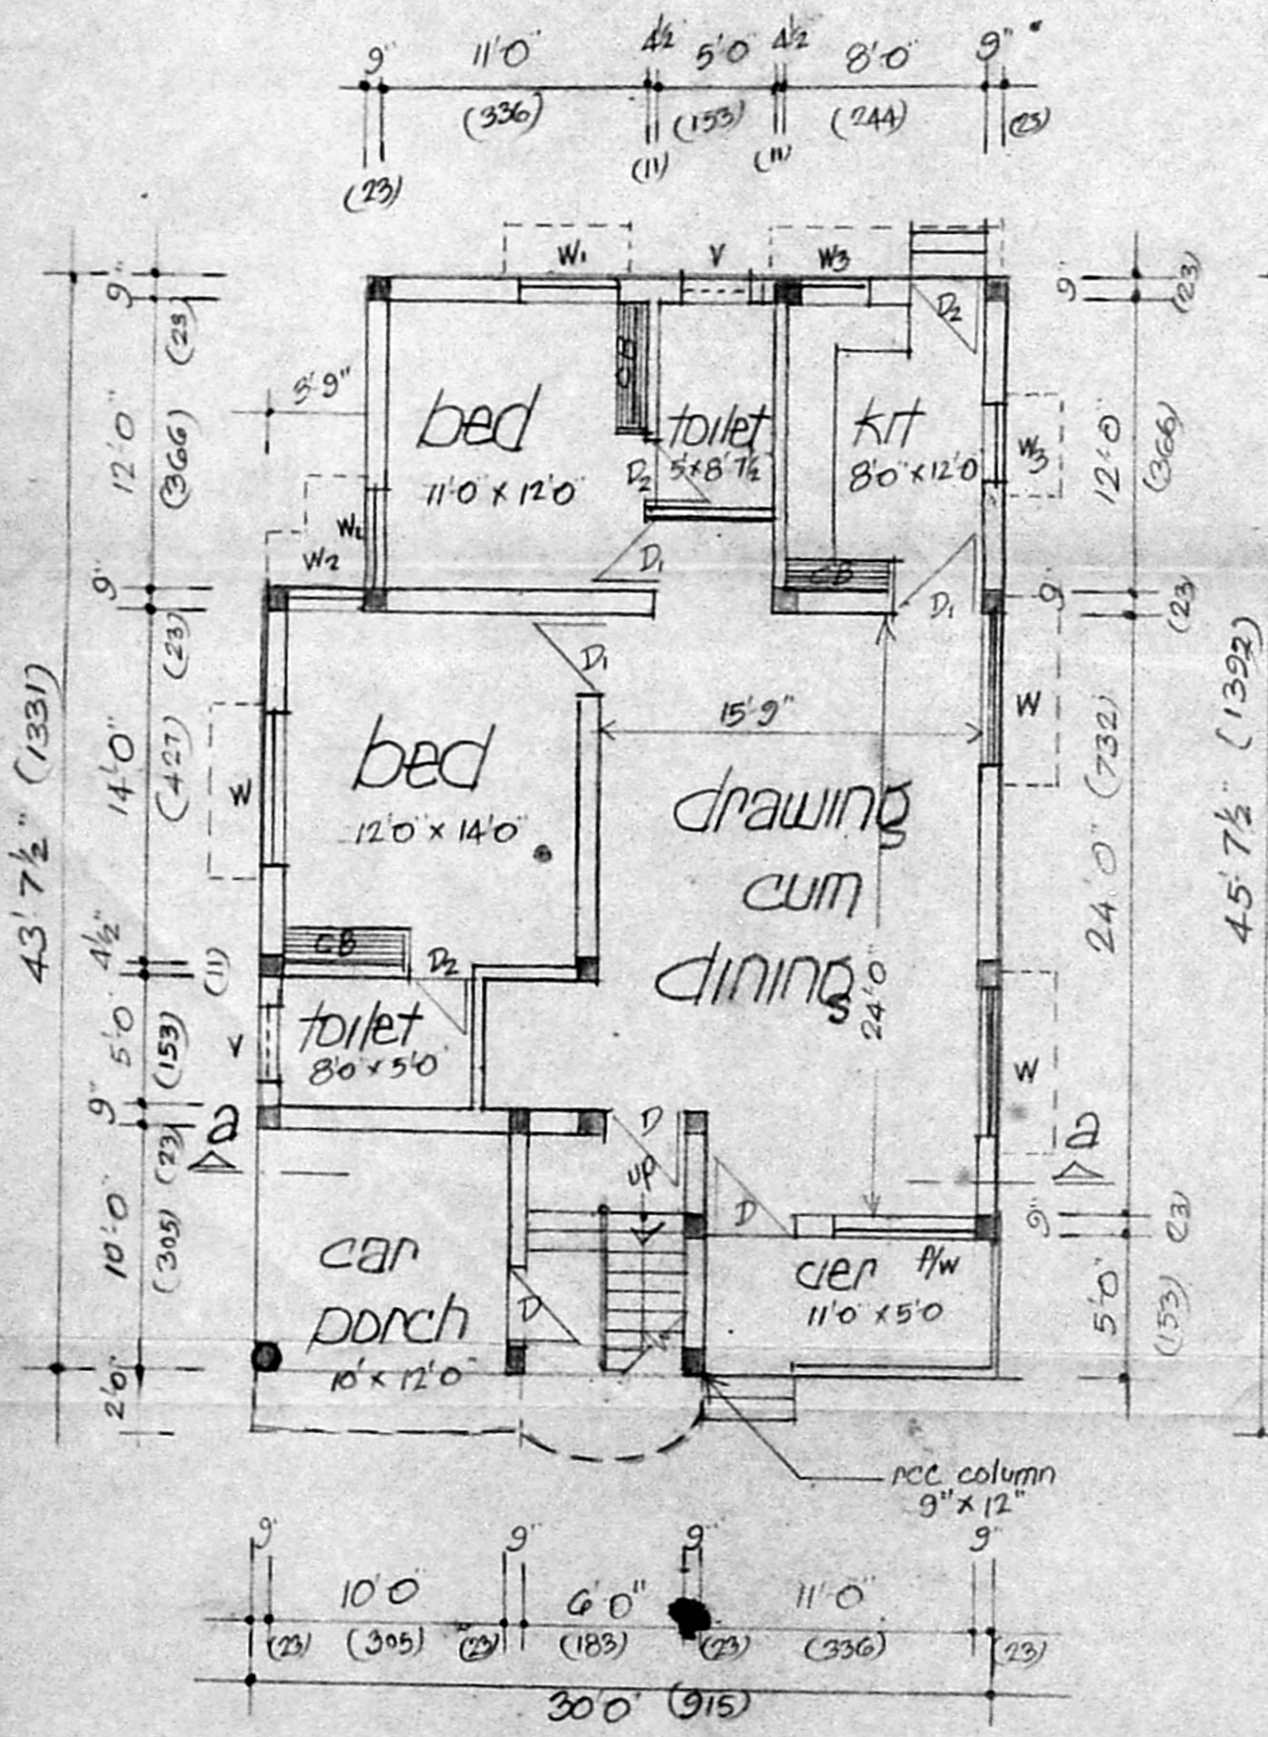 9" 11'0" 4½ 5'0 4½ 8'0" 9"
(336) (153) (244) (23)
(11) (11)
(23)
W1 V W3
9" 9" (23)
(23)
D2
CB
3'9"
12'0" (366)
bed toilet kit
11'0" x 12'0" 5'x8'7½ 8'0" x 12'0"
W3
12'0" (366)
D2
W2
W2
D1
CB
D1
9" 9"
(23) (23)
D1
43'7½" (1331)
45'7½" (1392)
14'0" (427)
15'9"
W
24'0" (732)
bed
12'0" x 14'0"
W
drawing
cum
dining
24'0"
4½"
(11)
CB D2
toilet
8'0" x 5'0"
5'0" (153)
V
W
9" (23)
a a
D
up
D
10'0" (305)
car
porch
10' x 12'0"
D
ver P/W
11'0" x 5'0
9" (23)
5'0" (153)
2'0"
rcc column
9" x 12"
9" 9" 9" 9"
10'0" 6'0" 11'0"
(23) (305) (23) (183) (23) (336) (23)
30'0" (915)